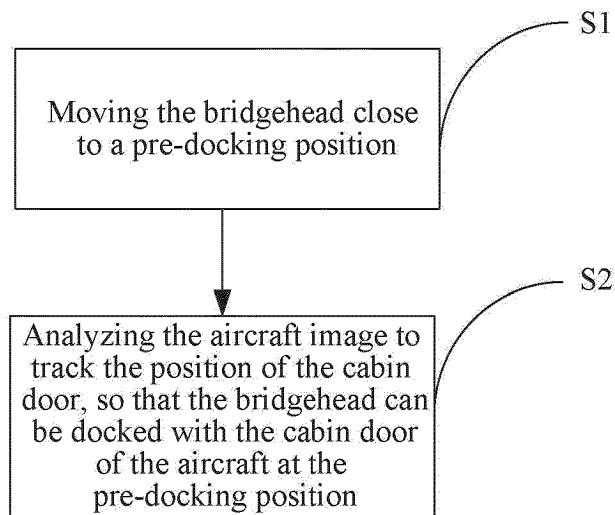 S1
Moving the bridgehead close
to a pre-docking position
S2
Analyzing the aircraft image to
track the position of the cabin
door, so that the bridgehead can
be docked with the cabin door
of the aircraft at the
pre-docking position